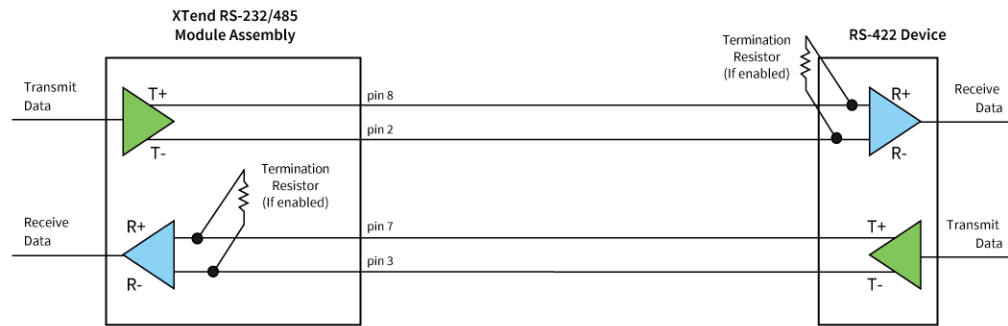 XTend RS-232/485
Module Assembly
RS-422 Device
Termination
Resistor
(If enabled)
Transmit
Data
T+
T-
pin 8
pin 2
R+
R-
Receive
Data
Termination
Resistor
(If enabled)
Receive
Data
R+
R-
pin 7
pin 3
T+
T-
Transmit
Data